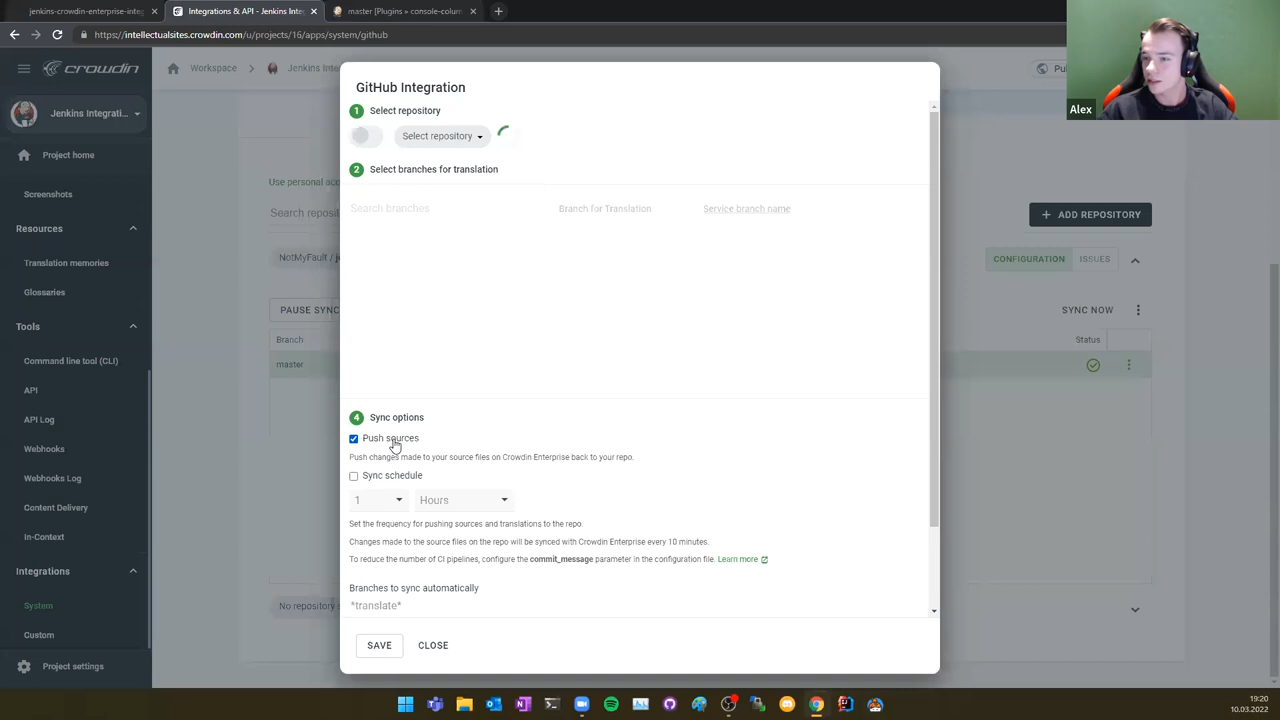 jenkins-crowdin-enterprise-integ
Integrations & API - Jenkins Inte
master [Plugins » console-colum
https://intellectualsites.crowdin.com/u/projects/16/apps/system/github
Alex
crowdin
Workspace
Jenkins Inte
Jenkins Integrati...
Project home
Screenshots
Resources
Translation memories
Glossaries
Tools
Command line tool (CLI)
API
API Log
Webhooks
Webhooks Log
Content Delivery
In-Context
Integrations
System
Custom
Project settings
Use personal acc
Search reposi
ADD REPOSITORY
NotMyFault / je
CONFIGURATION
ISSUES
PAUSE SYNC
SYNC NOW
Branch
Status
master
No repository s
GitHub Integration
1 Select repository
Select repository
2 Select branches for translation
Search branches
Branch for Translation
Service branch name
4 Sync options
Push sources
Push changes made to your source files on Crowdin Enterprise back to your repo.
Sync schedule
1
Hours
Set the frequency for pushing sources and translations to the repo.
Changes made to the source files on the repo will be synced with Crowdin Enterprise every 10 minutes.
To reduce the number of CI pipelines, configure the commit_message parameter in the configuration file. Learn more
Branches to sync automatically
*translate*
SAVE
CLOSE
19:20
10.03.2022